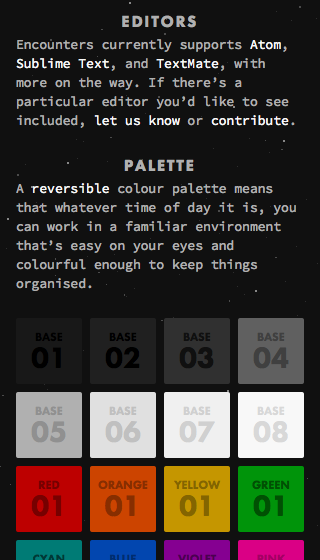 EDITORS
Encounters currently supports Atom,
Sublime Text, and TextMate, with
more on the way. If there’s a
particular editor you’d like to see
included, let us know or contribute.
PALETTE
A reversible colour palette means
that whatever time of day it is, you
can work in a familiar environment
that’s easy on your eyes and
colourful enough to keep things
organised.
BASE BASE BASE BASE
01 02 03 04
BASE BASE BASE BASE
05 06 07 08
RED ORANGE YELLOW GREEN
01 01 01 01
CYAN BLUE VIOLET PINK